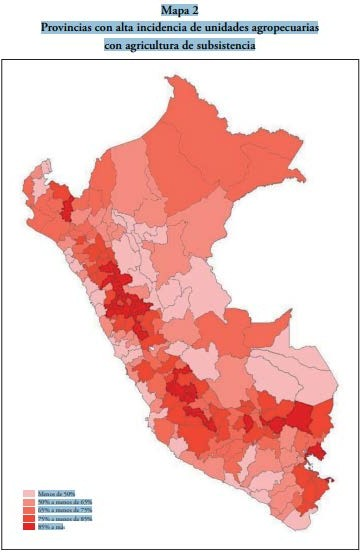 Mapa 2
Provincias con alta incidencia de unidades agropecuarias
con agricultura de subsistencia
Menos de 50%
50% a menos de 65%
65% a menos de 75%
75% a menos de 85%
85% a más